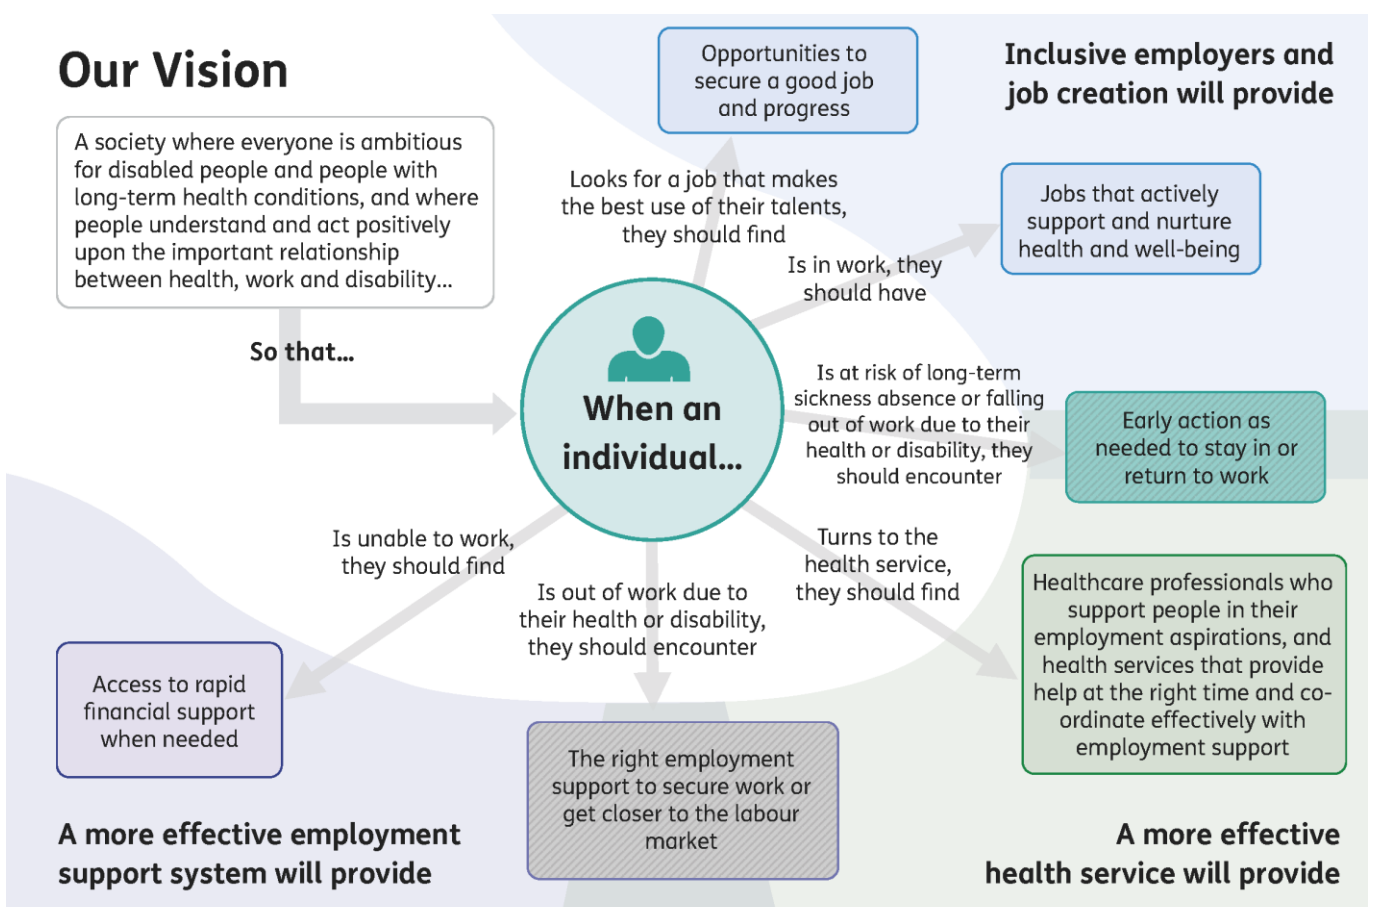 Our Vision
A society where everyone is ambitious
for disabled people and people with
long-term health conditions, and where
people understand and act positively
upon the important relationship
between health, work and disability...
So that...
When an
individual...
Looks for a job that makes
the best use of their talents,
they should find
Opportunities to
secure a good job
and progress
Inclusive employers and
job creation will provide
Is in work, they
should have
Jobs that actively
support and nurture
health and well-being
Is at risk of long-term
sickness absence or falling
out of work due to their
health or disability, they
should encounter
Early action as
needed to stay in or
return to work
Turns to the
health service,
they should find
Healthcare professionals who
support people in their
employment aspirations, and
health services that provide
help at the right time and co-
ordinate effectively with
employment support
A more effective
health service will provide
Is out of work due to
their health or disability,
they should encounter
The right employment
support to secure work or
get closer to the labour
market
Is unable to work,
they should find
Access to rapid
financial support
when needed
A more effective employment
support system will provide